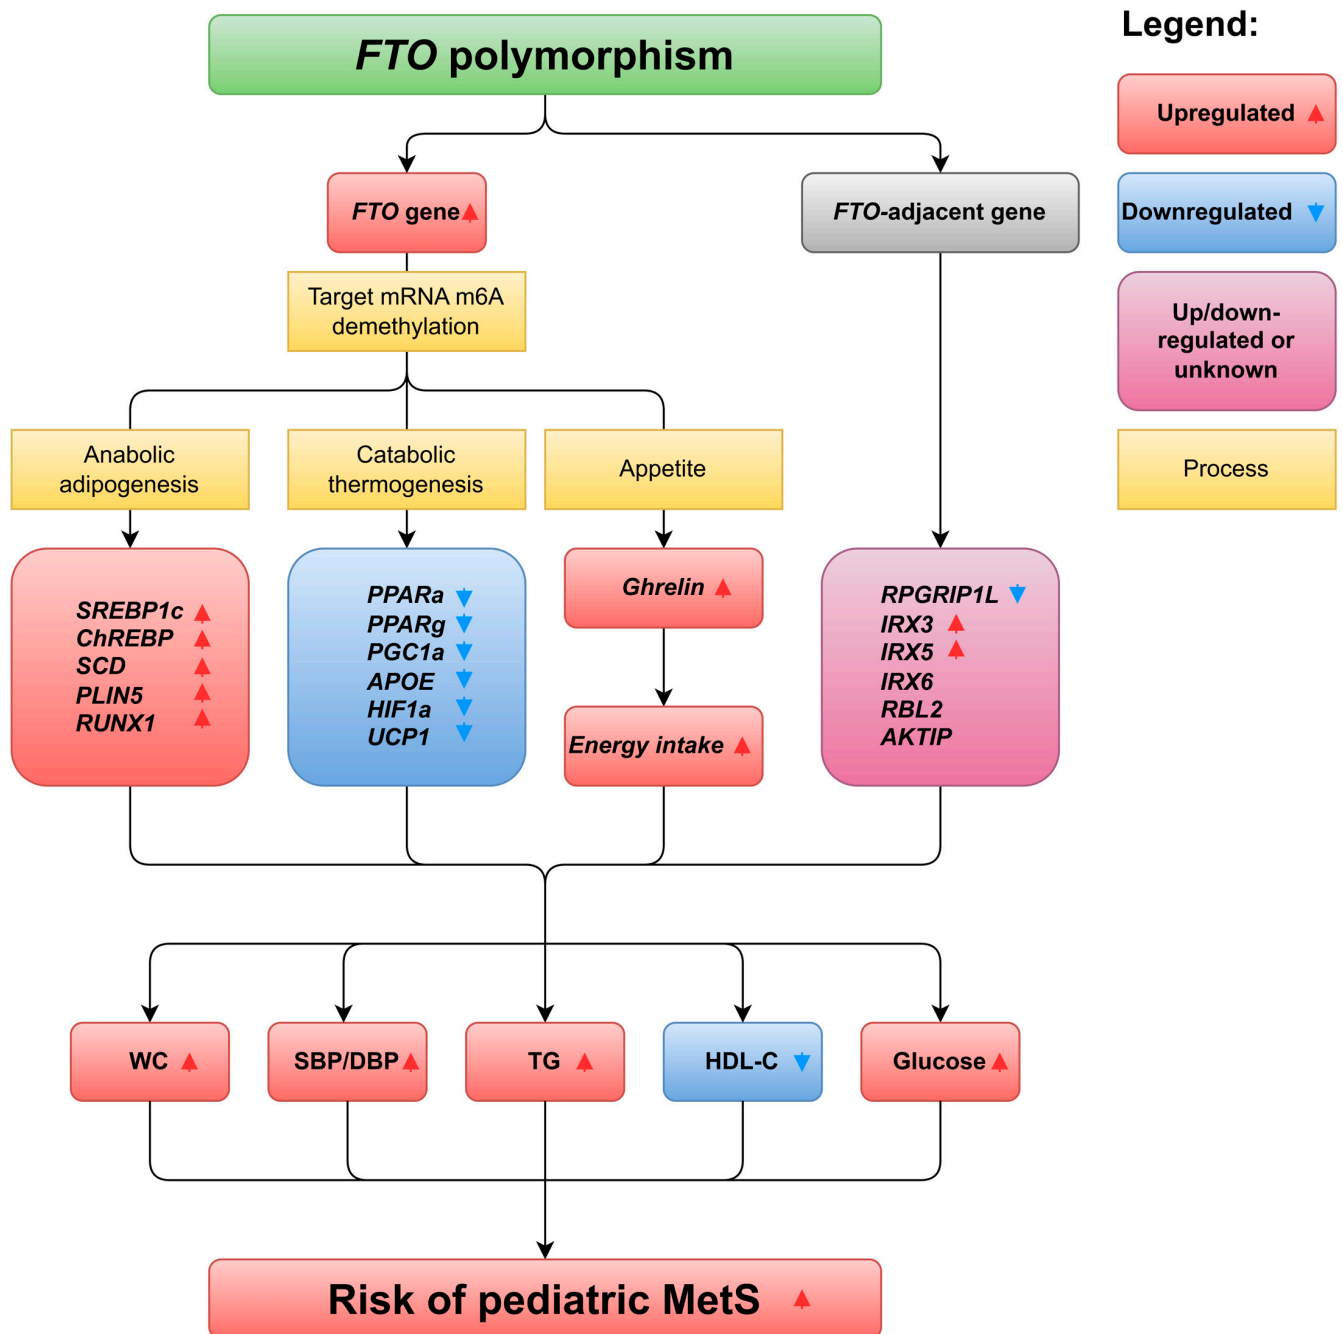 FTO polymorphism
Legend:
Upregulated
Downregulated
Up/down-
regulated or
unknown
Process
FTO gene
FTO-adjacent gene
Target mRNA m6A
demethylation
Anabolic
adipogenesis
Catabolic
thermogenesis
Appetite
SREBP1c
ChREBP
SCD
PLIN5
RUNX1
PPARa
PPARg
PGC1a
APOE
HIF1a
UCP1
Ghrelin
Energy intake
RPGRIP1L
IRX3
IRX5
IRX6
RBL2
AKTIP
WC
SBP/DBP
TG
HDL-C
Glucose
Risk of pediatric MetS